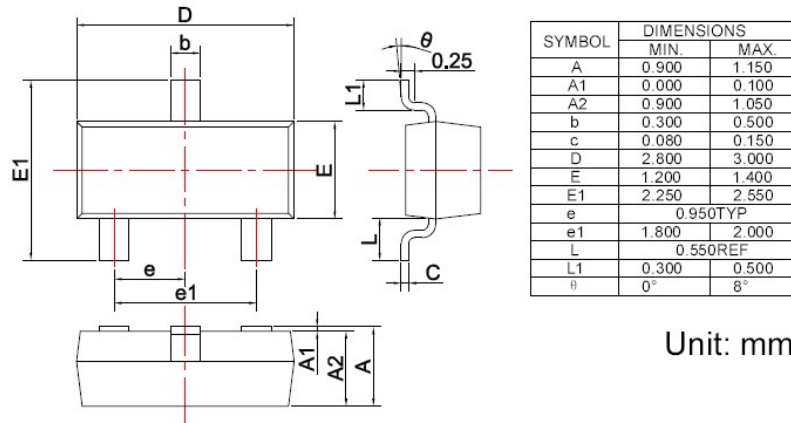 D
b
θ
0.25
L1
E1
E
L
e
e1
C
A1
A2
A
SYMBOL DIMENSIONS
MIN. MAX.
A 0.900 1.150
A1 0.000 0.100
A2 0.900 1.050
b 0.300 0.500
c 0.080 0.150
D 2.800 3.000
E 1.200 1.400
E1 2.250 2.550
e 0.950TYP
e1 1.800 2.000
L 0.550REF
L1 0.300 0.500
θ 0° 8°
Unit: mm